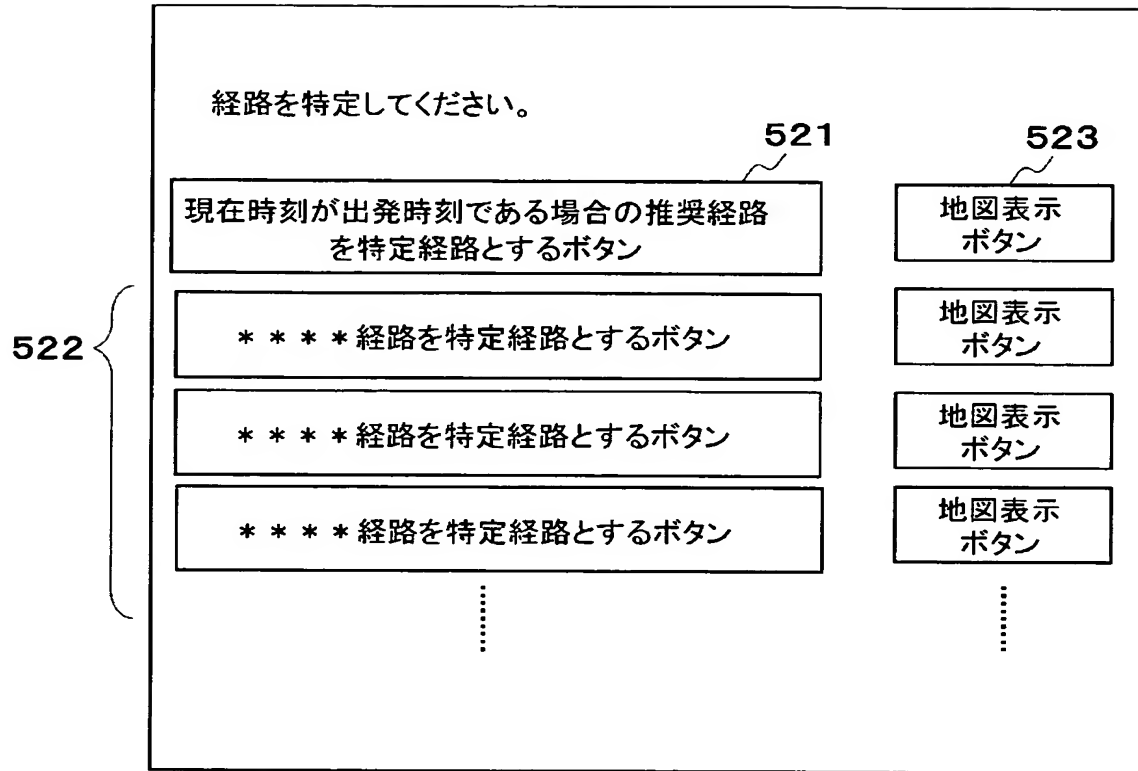 経路を特定してください。
521
523
現在時刻が出発時刻である場合の推奨経路
を特定経路とするボタン
地図表示
ボタン
522
＊＊＊＊経路を特定経路とするボタン
地図表示
ボタン
＊＊＊＊経路を特定経路とするボタン
地図表示
ボタン
＊＊＊＊経路を特定経路とするボタン
地図表示
ボタン